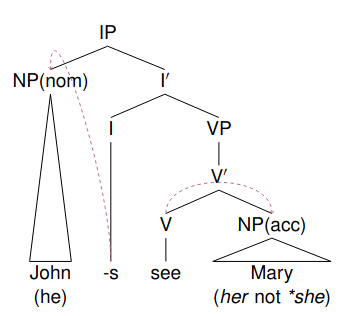 IP
NP(nom) I′
I VP
V′
V NP(acc)
John -s see Mary
(he) (her not *she)